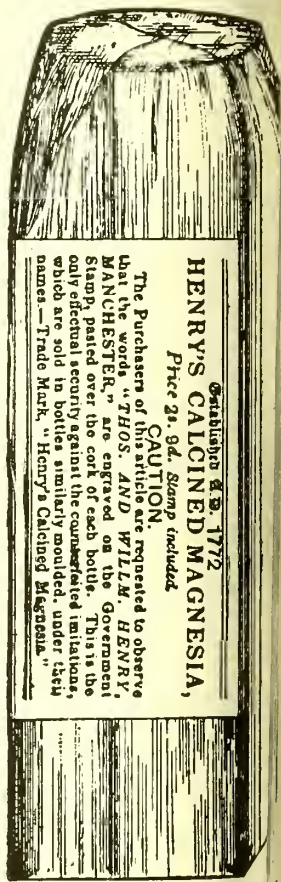 Established A.D. 1772
HENRY'S CALCINED MAGNESIA,
Price 2s. 9d. Stamp included
CAUTION.
The Purchasers of this article are requested to observe
that the words "THOS. AND WILLM. HENRY,
MANCHESTER," are engraved on the Government
Stamp, pasted over the cork of each bottle. This is the
only effectual security against the counterfeited imitations,
which are sold in bottles similarly moulded, under their
names.—Trade Mark, "Henry's Calcined Magnesia."